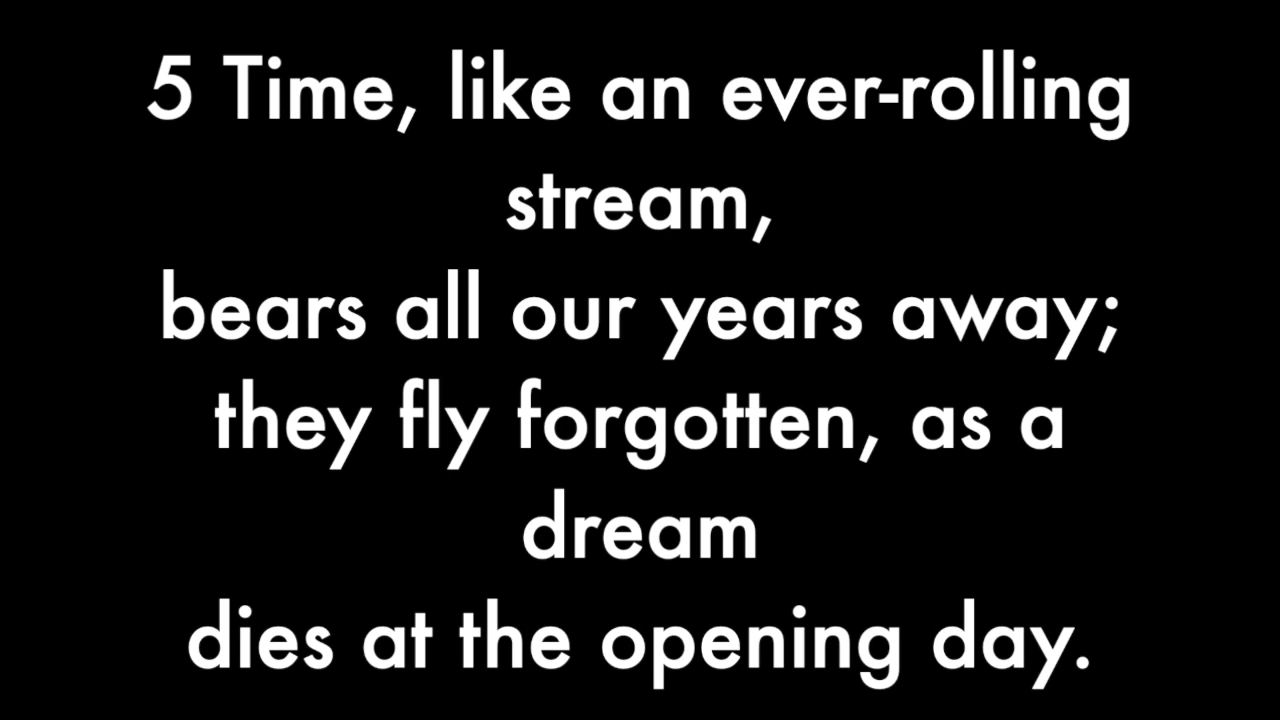 5 Time, like an ever-rolling
stream,
bears all our years away;
they fly forgotten, as a
dream
dies at the opening day.